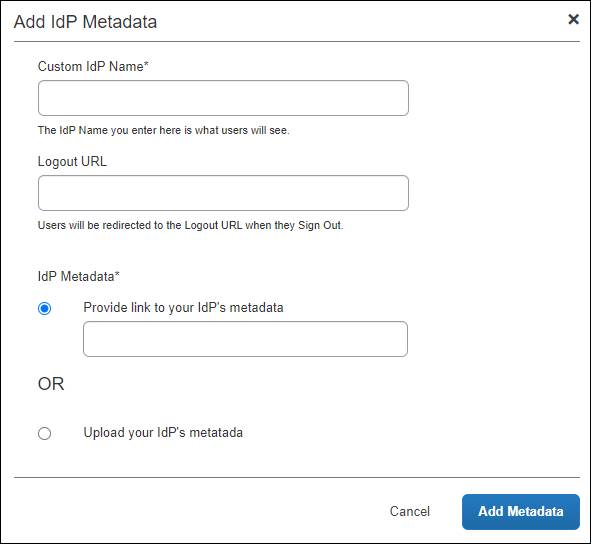 Add IdP Metadata
Custom IdP Name*
The IdP Name you enter here is what users will see.
Logout URL
Users will be redirected to the Logout URL when they Sign Out.
IdP Metadata*
Provide link to your IdP's metadata
OR
Upload your IdP's metatada
Cancel Add Metadata